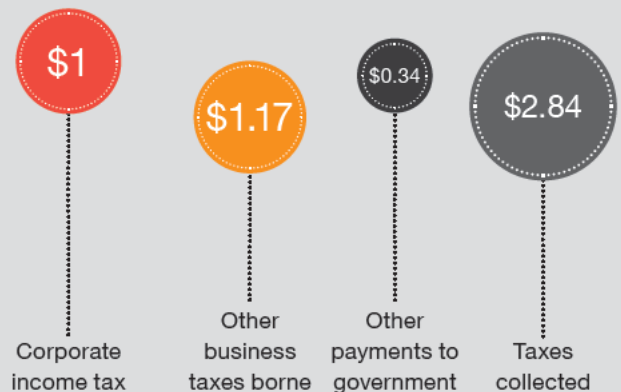 $1
$1.17
$0.34
$2.84
Corporate
income tax
Other
business
taxes borne
Other
payments to
government
Taxes
collected